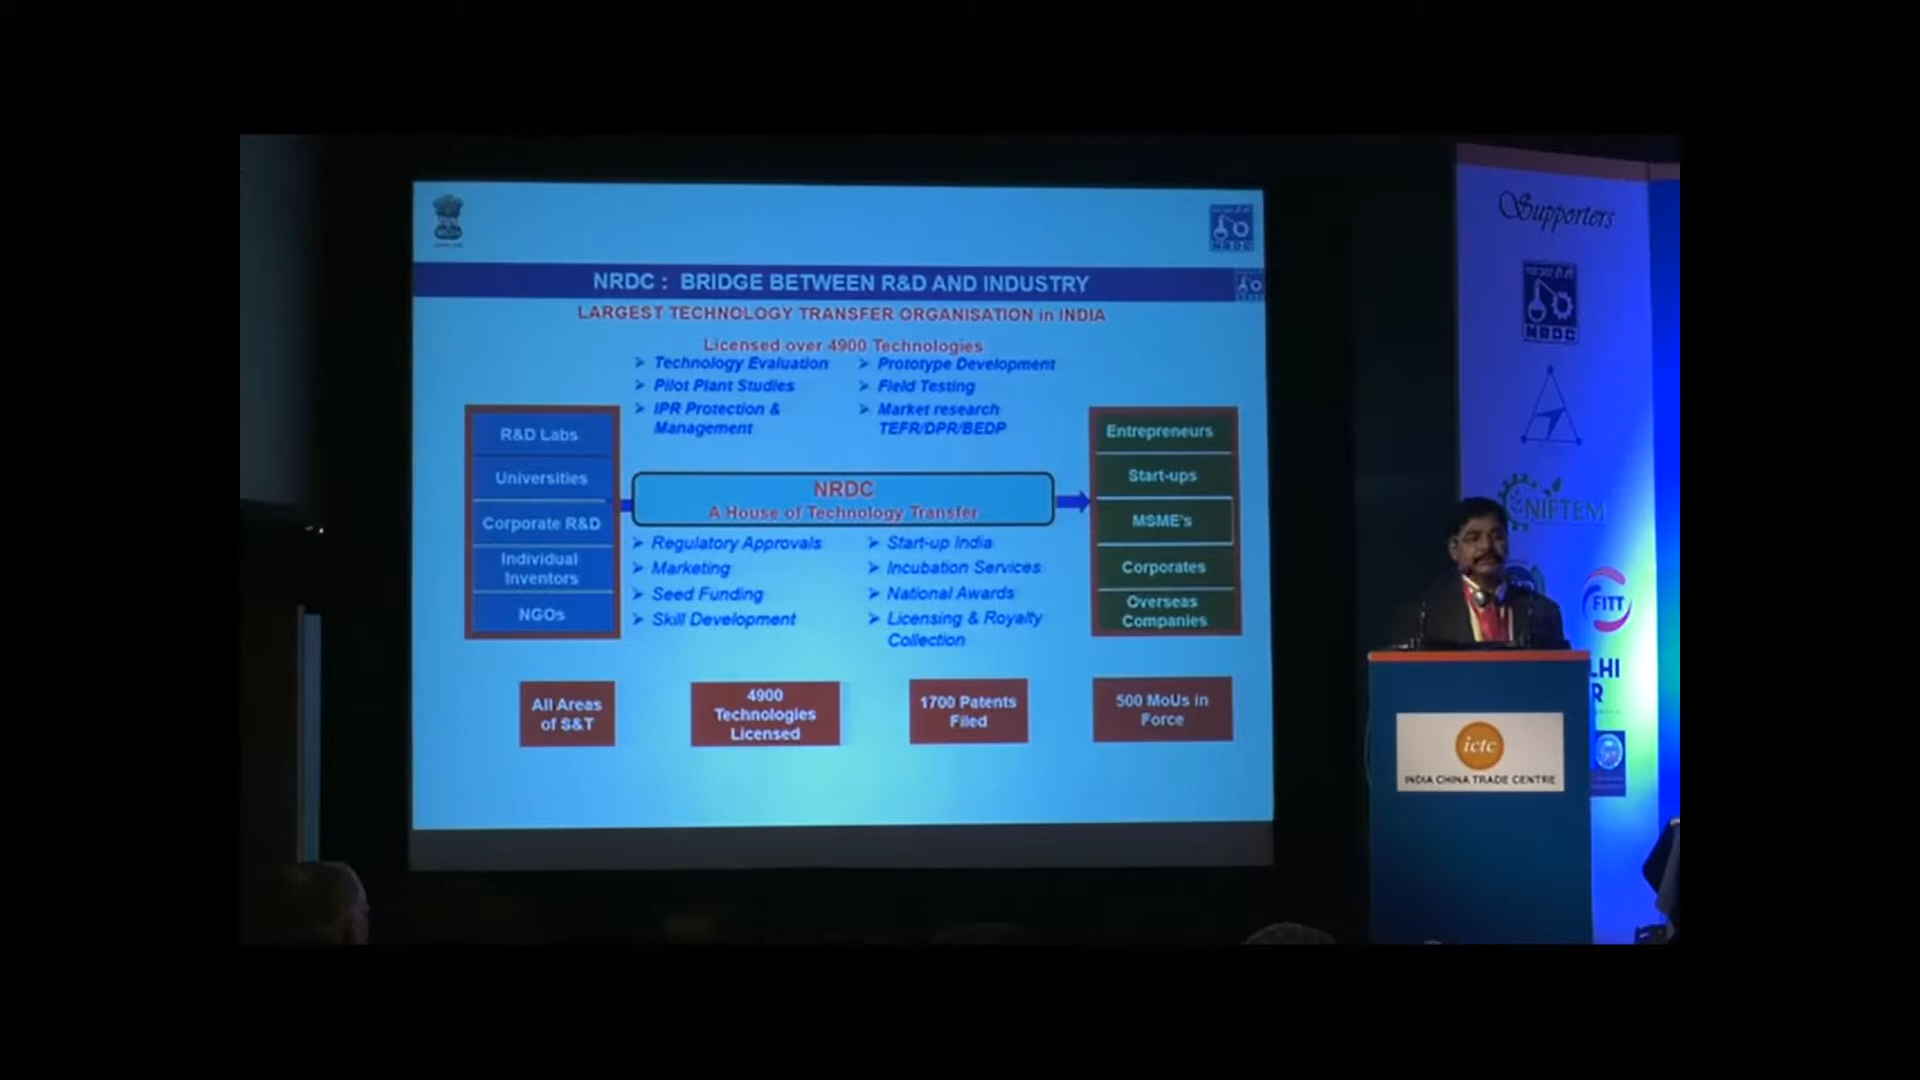 NRDC : BRIDGE BETWEEN R&D AND INDUSTRY
LARGEST TECHNOLOGY TRANSFER ORGANISATION in INDIA
Licensed over 4900 Technologies
Technology Evaluation
Pilot Plant Studies
IPR Protection &
Management
Prototype Development
Field Testing
Market research
TEFR/DPR/BEDP
R&D Labs
Universities
Corporate R&D
Individual
Inventors
NGOs
NRDC
A House of Technology Transfer
Entrepreneurs
Start-ups
MSME's
Corporates
Overseas
Companies
Regulatory Approvals
Marketing
Seed Funding
Skill Development
Start-up India
Incubation Services
National Awards
Licensing & Royalty
Collection
All Areas
of S&T
4900
Technologies
Licensed
1700 Patents
Filed
500 MoUs in
Force
NRDC
Supporters
NRDC
NIFTEM
FITT
LHI
R
ictc
INDIA CHINA TRADE CENTRE